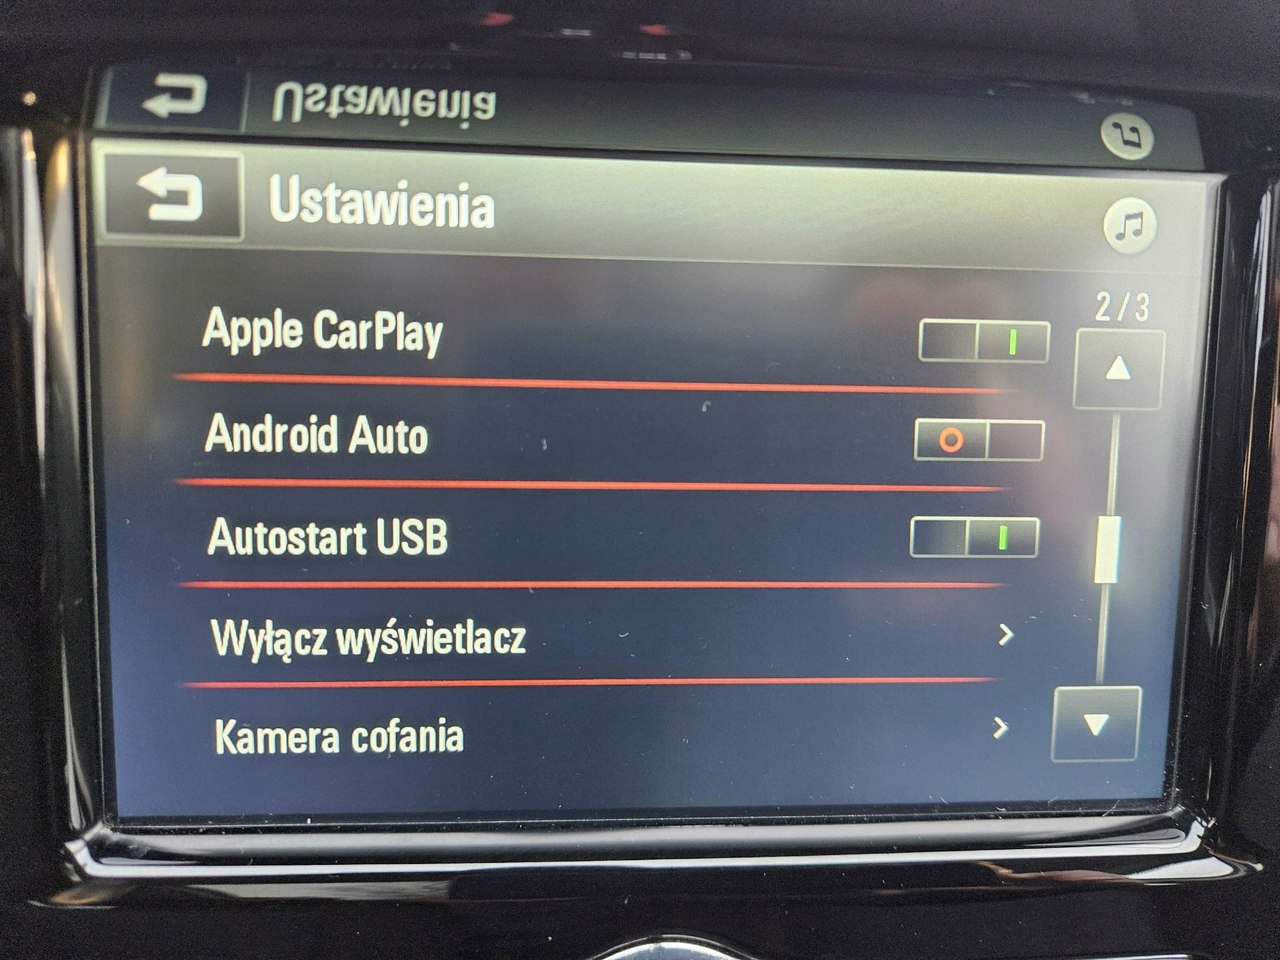 Ustawienia
Ustawienia
2/3
Apple CarPlay
Android Auto
Autostart USB
Wyłącz wyświetlacz
Kamera cofania